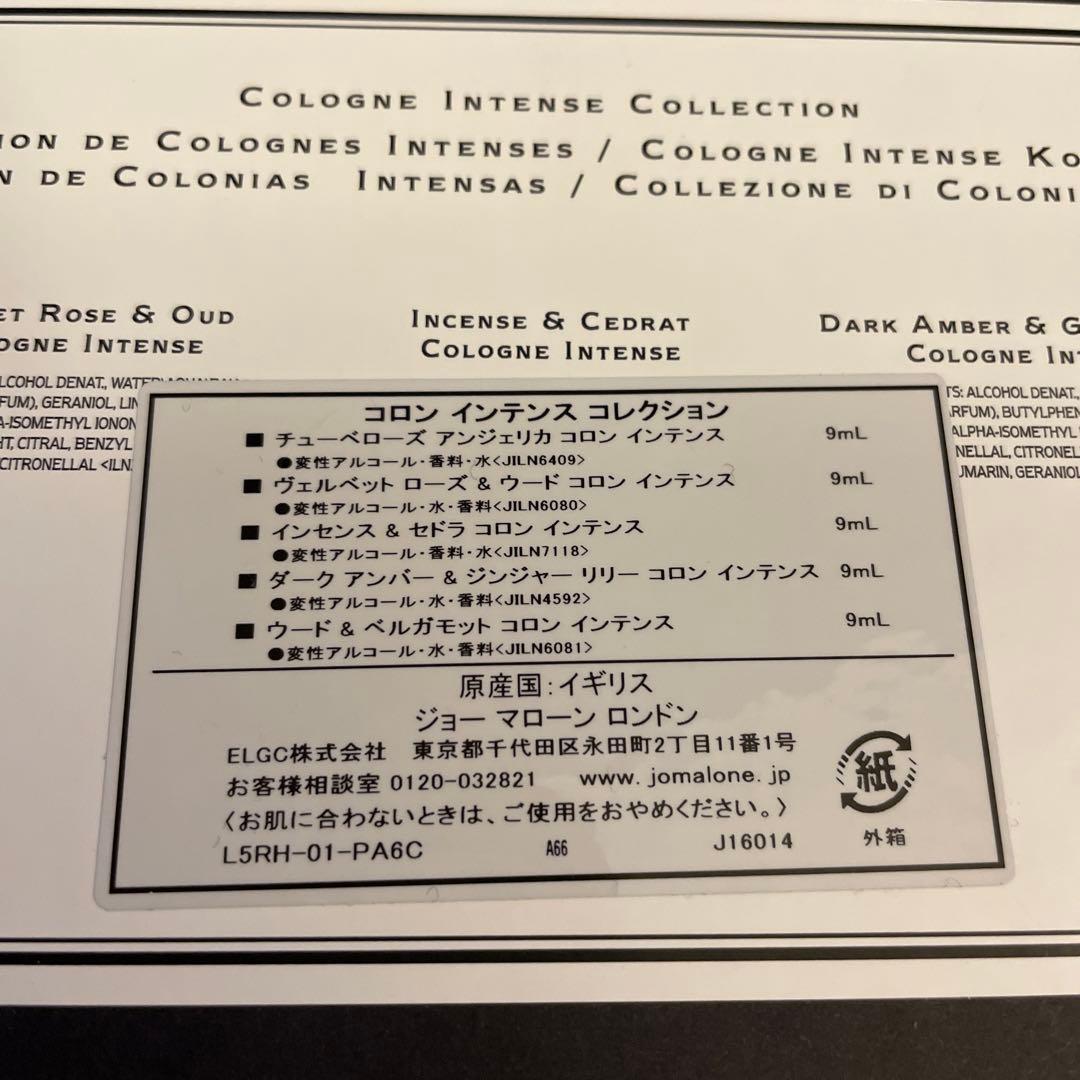 COLOGNE INTENSE COLLECTION
DE COLOGNES INTENSES / COLOGNE INTENSE
DE COLONIAS INTENSAS / COLLEZIONE DI
ROSE & OUD
INTENSE
INCENSE & CEDRAT
COLOGNE INTENSE
DARK AMBER &
COLOGNE
ALCOHOL DENAT.,
GERANIOL,
CITRAL, BENZYL
CITRONELLAL
ALCOHOL DENAT.,
ALPHA-ISOMETHYL
GERANIOL
コロン インテンス コレクション
■ チューベローズ アンジェリカ コロン インテンス 9mL
●変性アルコール・香料・水<JILN6409>
■ ヴェルベット ローズ & ウード コロン インテンス 9mL
●変性アルコール・水・香料<JILN6080>
■ インセンス & セドラ コロン インテンス 9mL
●変性アルコール・香料・水<JILN7118>
■ ダーク アンバー & ジンジャー リリー コロン インテンス 9mL
●変性アルコール・水・香料<JILN4592>
■ ウード & ベルガモット コロン インテンス 9mL
●変性アルコール・水・香料<JILN6081>
原産国：イギリス
ジョー マローン ロンドン
ELGC株式会社 東京都千代田区永田町2丁目11番1号
お客様相談室 0120-032821 www.jomalone.jp
〈お肌に合わないときは、ご使用をおやめください。〉
L5RH-01-PA6C A66 J16014
紙
外箱